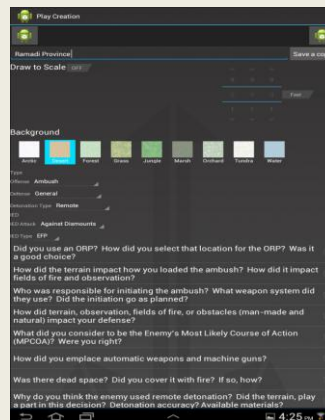 Play Creation
Ramadi Province
Save a co
Draw to Scale OFF
Feet
Background
Arctic Desert Forest Grass Jungle Marsh Orchard Tundra Water
Type
Offense Ambush
Defense General
Detonation Type Remote
IED
IED Attack Against Dismounts
IED Type EFP
Did you use an ORP? How did you select that location for the ORP? Was it
a good choice?
How did the terrain impact how you loaded the ambush? How did it impact
fields of fire and observation?
Who was responsible for initiating the ambush? What weapon system did
they use? Did the initiation go as planned?
How did terrain, observation, fields of fire, or obstacles (man-made and
natural) impact your defense?
What did you consider to be the Enemy's Most Likely Course of Action
(MPCOA)? Were you right?
How did you emplace automatic weapons and machine guns?
Was there dead space? Did you cover it with fire? If so, how?
Why do you think the enemy used remote detonation? Did the terrain, play
a part in this decision? Detonation accuracy? Available materials?
4:25 PM